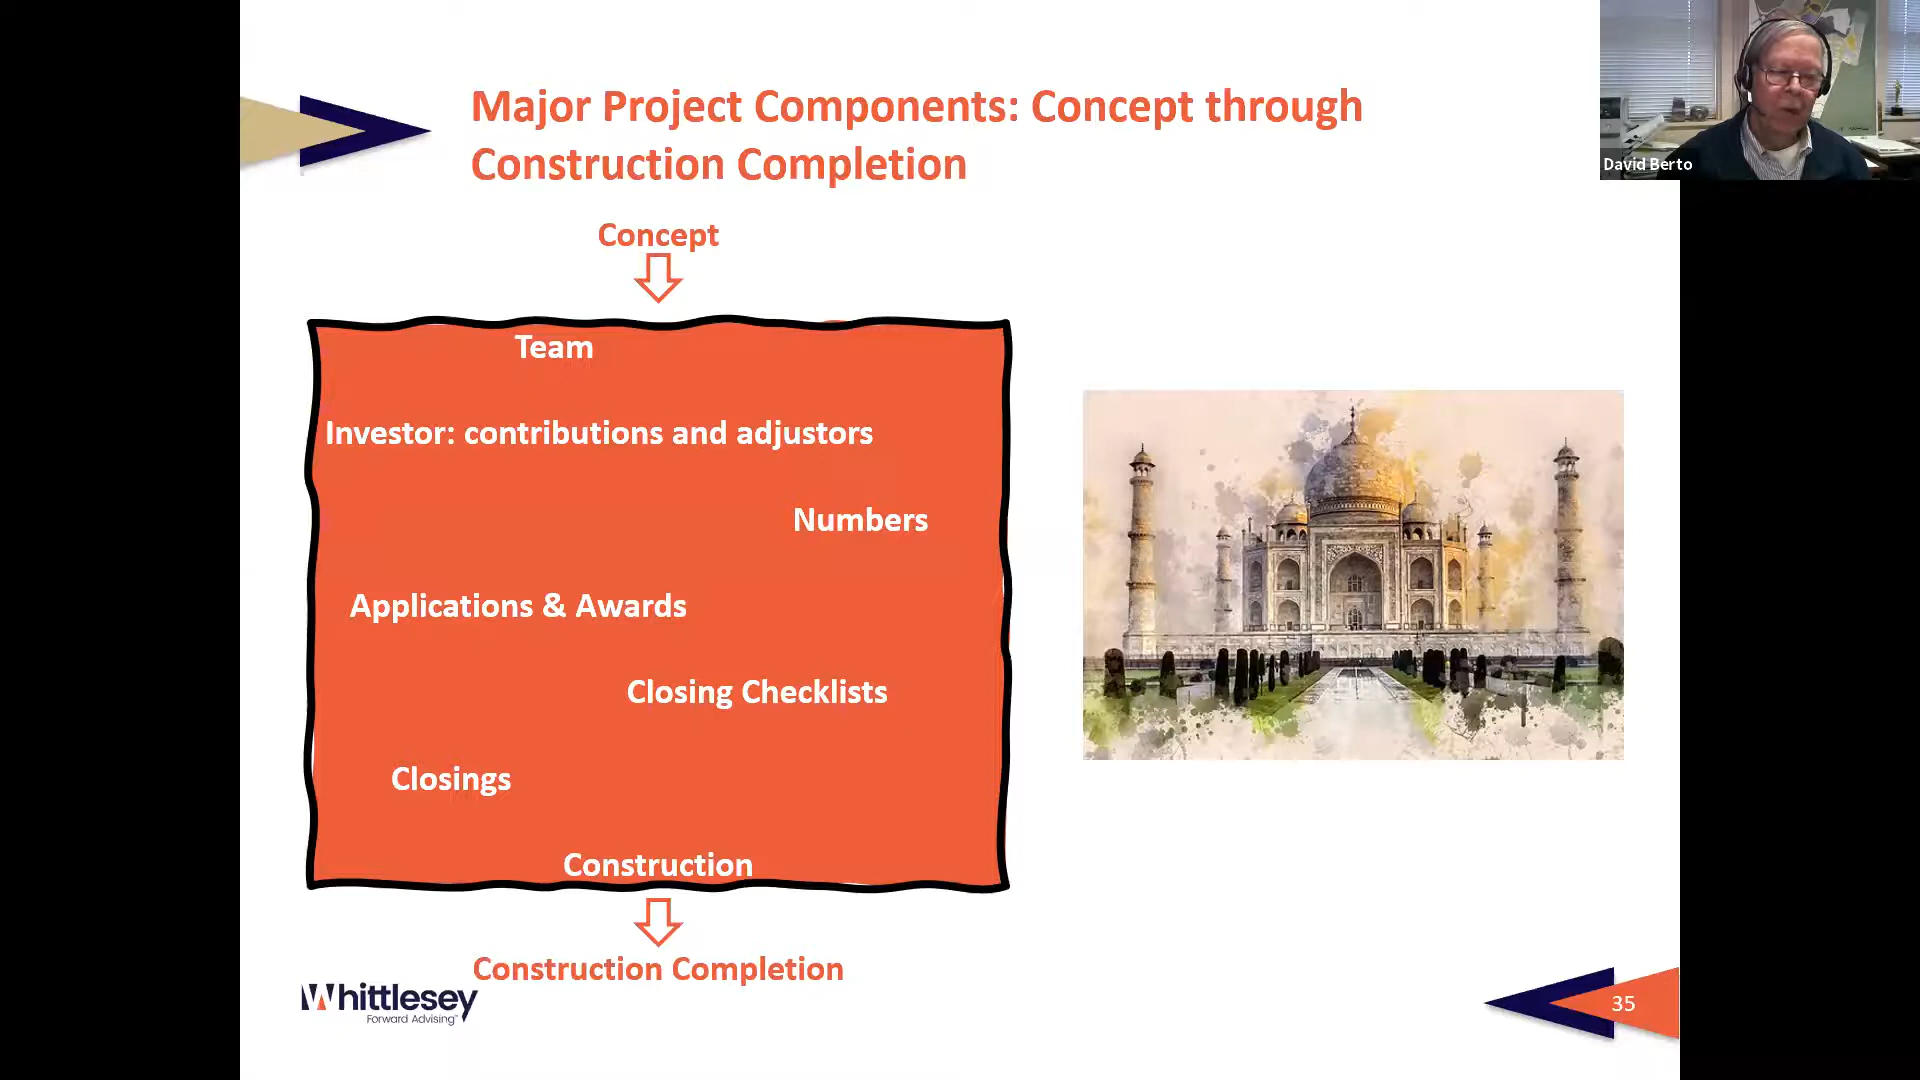 Major Project Components: Concept through
Construction Completion
David Berto
Concept
Team
Investor: contributions and adjustors
Numbers
Applications & Awards
Closing Checklists
Closings
Construction
Construction Completion
Whittlesey
Forward Advising™
35